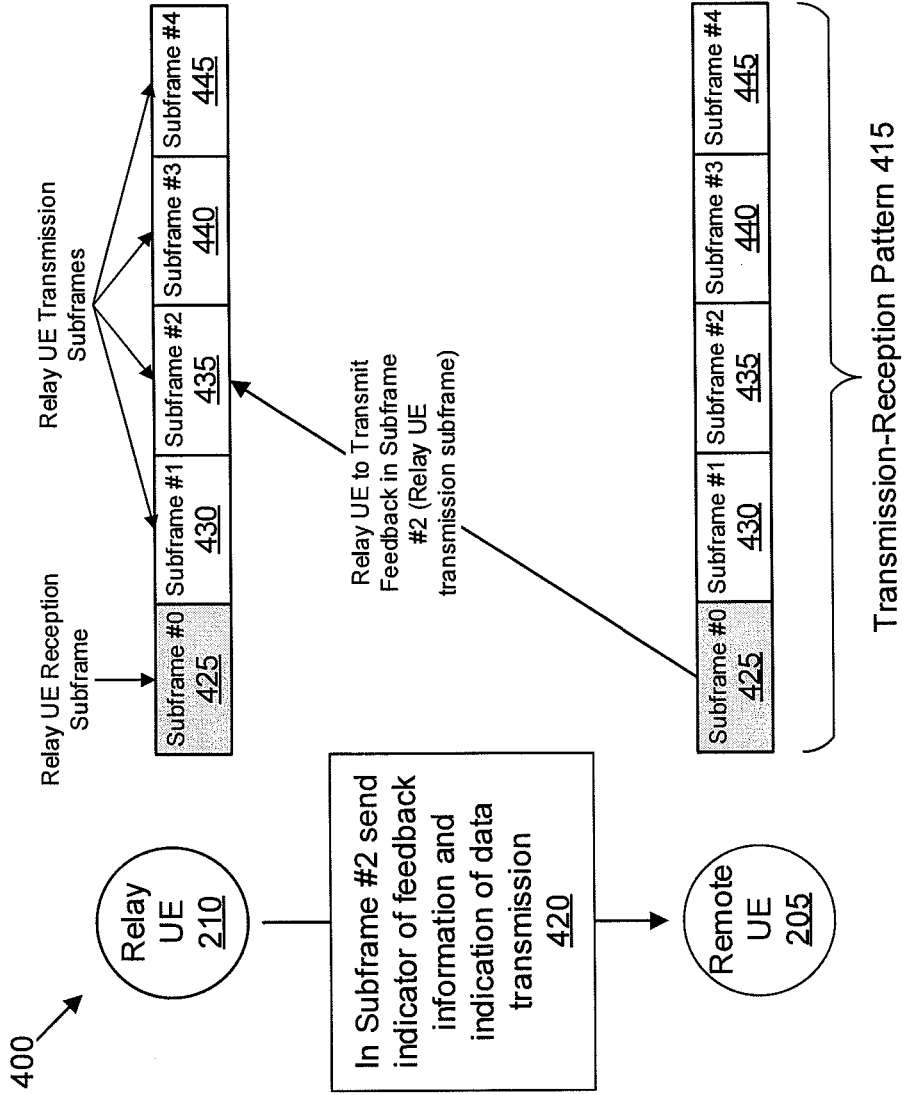 400
Relay
UE
210
In Subframe #2 send
indicator of feedback
information and
indication of data
transmission
420
Remote
UE
205
Relay UE Reception
Subframe
Relay UE Transmission
Subframes
Subframe #0
425
Subframe #1
430
Subframe #2
435
Subframe #3
440
Subframe #4
445
Relay UE to Transmit
Feedback in Subframe
#2 (Relay UE
transmission subframe)
Subframe #0
425
Subframe #1
430
Subframe #2
435
Subframe #3
440
Subframe #4
445
Transmission-Reception Pattern 415